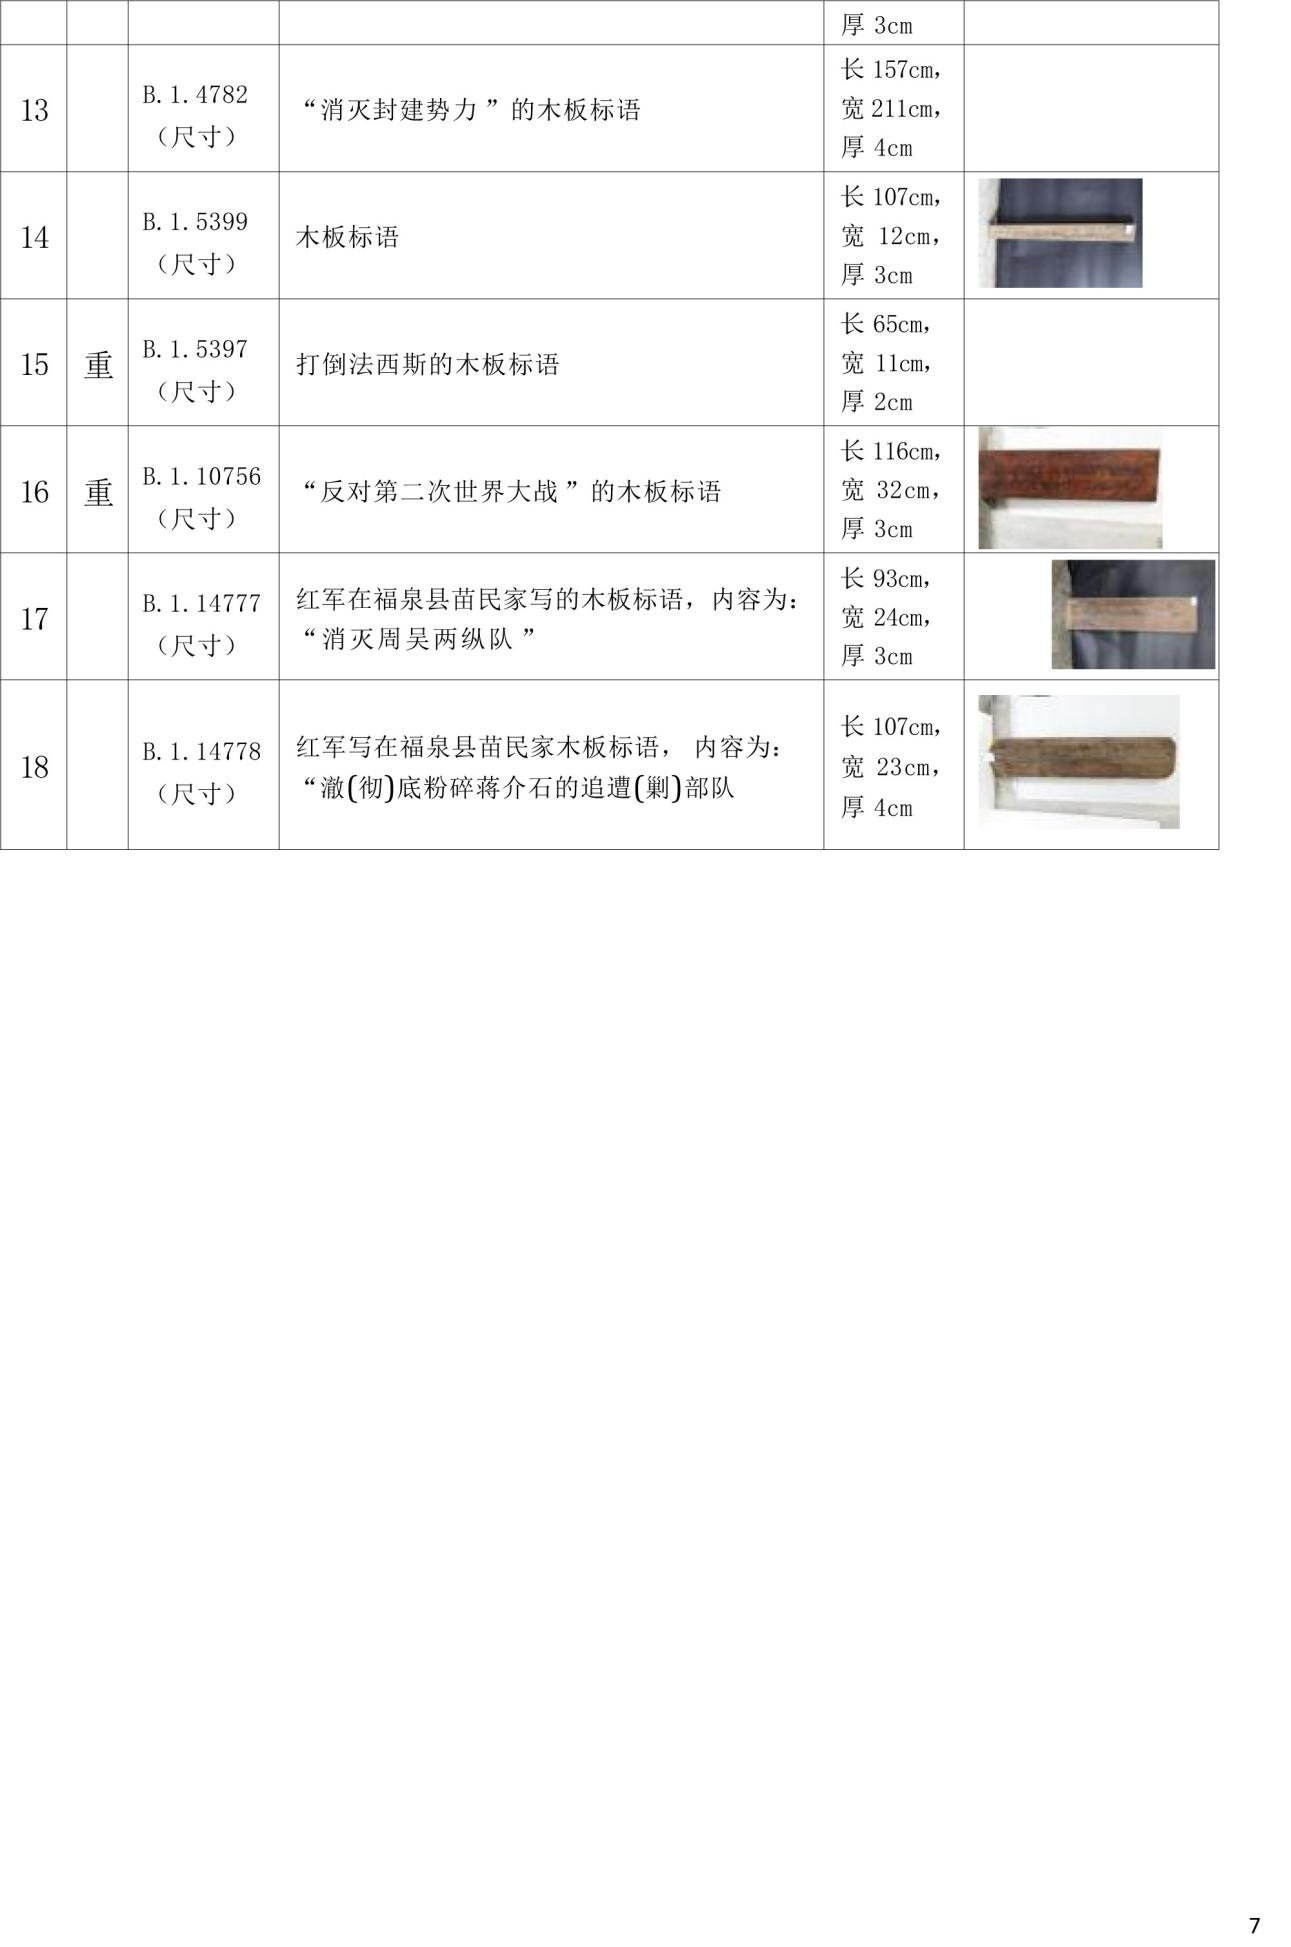 厚 3cm
13
B.1.4782
（尺寸）
“消灭封建势力 ”的木板标语
长 157cm，
宽 211cm，
厚 4cm
14
B.1.5399
（尺寸）
木板标语
长 107cm，
宽 12cm，
厚 3cm
15
重
B.1.5397
（尺寸）
打倒法西斯的木板标语
长 65cm，
宽 11cm，
厚 2cm
16
重
B.1.10756
（尺寸）
“反对第二次世界大战 ”的木板标语
长 116cm，
宽 32cm，
厚 3cm
17
B.1.14777
（尺寸）
红军在福泉县苗民家写的木板标语，内容为：
“消灭周吴两纵队 ”
长 93cm，
宽 24cm，
厚 3cm
18
B.1.14778
（尺寸）
红军写在福泉县苗民家木板标语， 内容为：
“澈(彻)底粉碎蒋介石的追遭(剿)部队
长 107cm，
宽 23cm，
厚 4cm
7